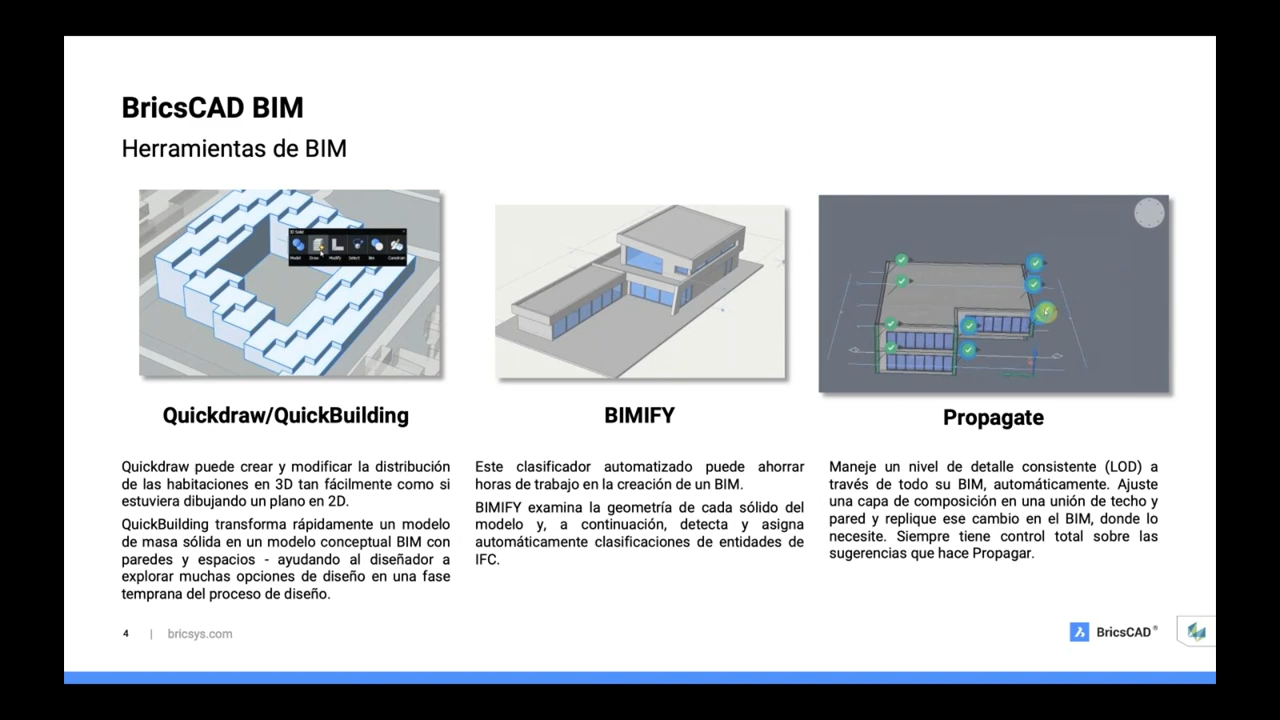 BricsCAD BIM
Herramientas de BIM
Model Draw Modify Select Bim Constrain
Quickdraw/QuickBuilding
BIMIFY
Propagate
Quickdraw puede crear y modificar la distribución
de las habitaciones en 3D tan fácilmente como si
estuviera dibujando un plano en 2D.
QuickBuilding transforma rápidamente un modelo
de masa sólida en un modelo conceptual BIM con
paredes y espacios - ayudando al diseñador a
explorar muchas opciones de diseño en una fase
temprana del proceso de diseño.
Este clasificador automatizado puede ahorrar
horas de trabajo en la creación de un BIM.
BIMIFY examina la geometría de cada sólido del
modelo y, a continuación, detecta y asigna
automáticamente clasificaciones de entidades de
IFC.
Maneje un nivel de detalle consistente (LOD) a
través de todo su BIM, automáticamente. Ajuste
una capa de composición en una unión de techo y
pared y replique ese cambio en el BIM, donde lo
necesite. Siempre tiene control total sobre las
sugerencias que hace Propagar.
4 | bricsys.com
BricsCAD®